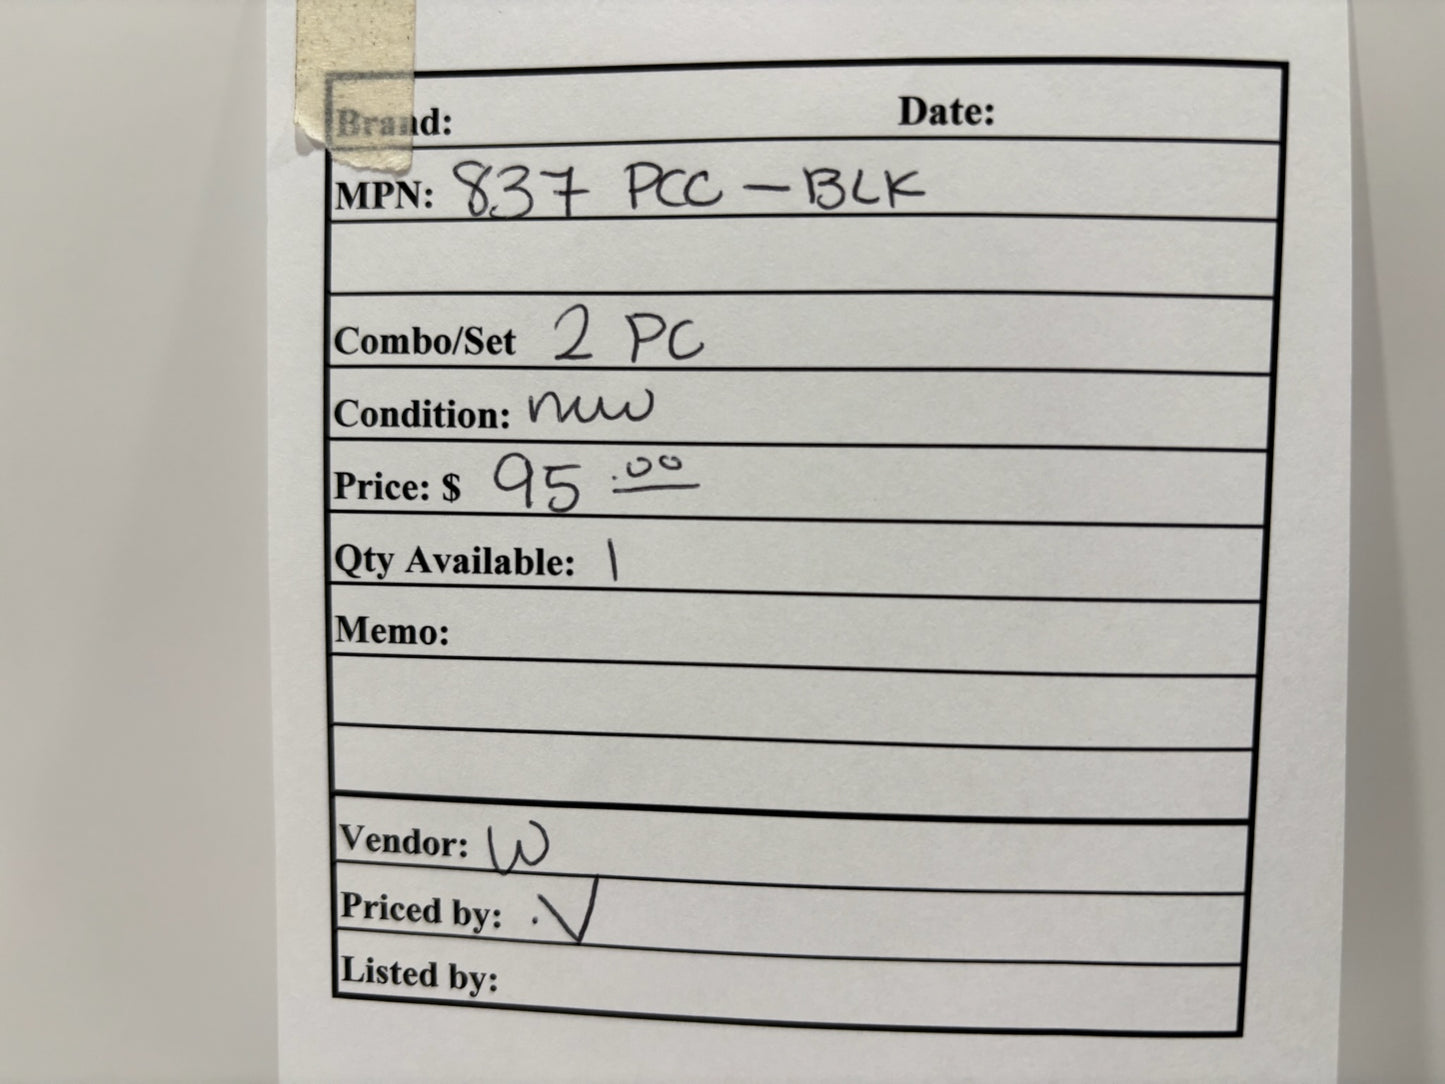 Brand: Date:
MPN: 837 PCC - BLK
Combo/Set 2 PC
Condition: new
Price: $ 95.00
Qty Available: 1
Memo:
Vendor: W
Priced by: .V
Listed by: